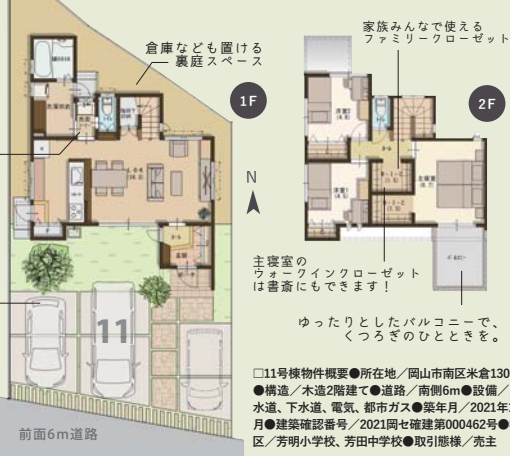 倉庫なども置ける
裏庭スペース
1F
家族みんなで使える
ファミリークローゼット
2F
N
主寝室の
ウォークインクローゼット
は書斎にもできます！
ゆったりとしたバルコニーで、
くつろぎのひとときを。
11
前面6m道路
□11号棟物件概要●所在地／岡山市南区米倉130
●構造／木造2階建て●道路／南側6m●設備／
水道、下水道、電気、都市ガス●築年月／2021年
月●建築確認番号／2021岡セ確建第000462号●
区／芳明小学校、芳田中学校●取引態様／売主